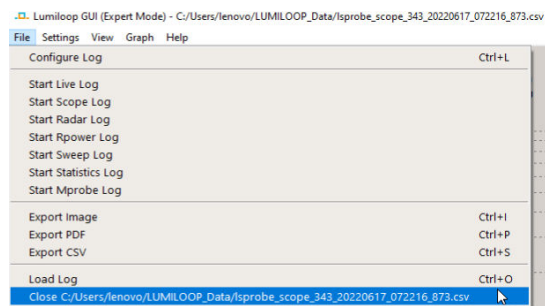 Lumiloop GUI (Expert Mode) - C:/Users/lenovo/LUMILOOP_Data/lsprobe_scope_343_20220617_072216_873.csv
File Settings View Graph Help
Configure Log Ctrl+L
Start Live Log
Start Scope Log
Start Radar Log
Start Rpower Log
Start Sweep Log
Start Statistics Log
Start Mprobe Log
Export Image Ctrl+I
Export PDF Ctrl+P
Export CSV Ctrl+S
Load Log Ctrl+O
Close C:/Users/lenovo/LUMILOOP_Data/lsprobe_scope_343_20220617_072216_873.csv